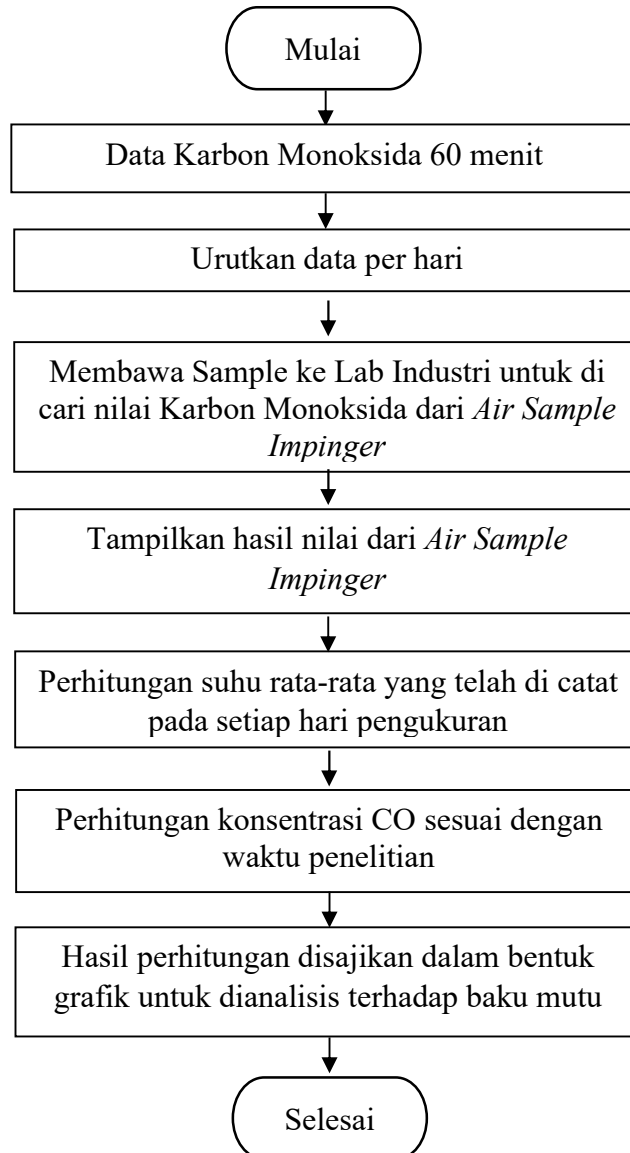 Mulai
Data Karbon Monoksida 60 menit
Urutkan data per hari
Membawa Sample ke Lab Industri untuk di
cari nilai Karbon Monoksida dari Air Sample
Impinger
Tampilkan hasil nilai dari Air Sample
Impinger
Perhitungan suhu rata-rata yang telah di catat
pada setiap hari pengukuran
Perhitungan konsentrasi CO sesuai dengan
waktu penelitian
Hasil perhitungan disajikan dalam bentuk
grafik untuk dianalisis terhadap baku mutu
Selesai